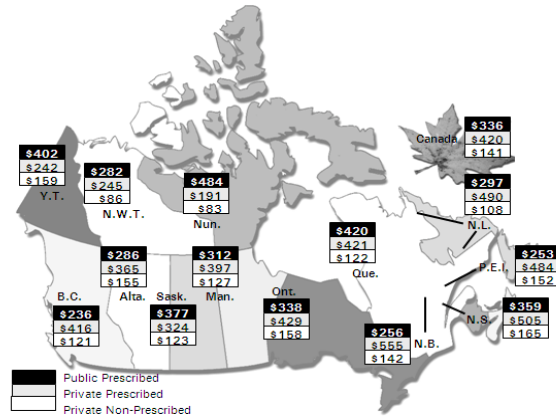 Canada
$336
$420
$141
$402
$242
$159
Y.T.
$282
$245
$86
N.W.T.
$484
$191
$83
Nun.
$297
$490
$108
N.L.
$420
$421
$122
Que.
$253
$484
$152
P.E.I.
$286
$365
$155
Alta.
$312
$397
$127
Man.
B.C.
$236
$416
$121
Sask.
$377
$324
$123
Ont.
$338
$429
$158
$256
$555
$142
N.B.
$359
$505
$165
N.S.
Public Prescribed
Private Prescribed
Private Non-Prescribed